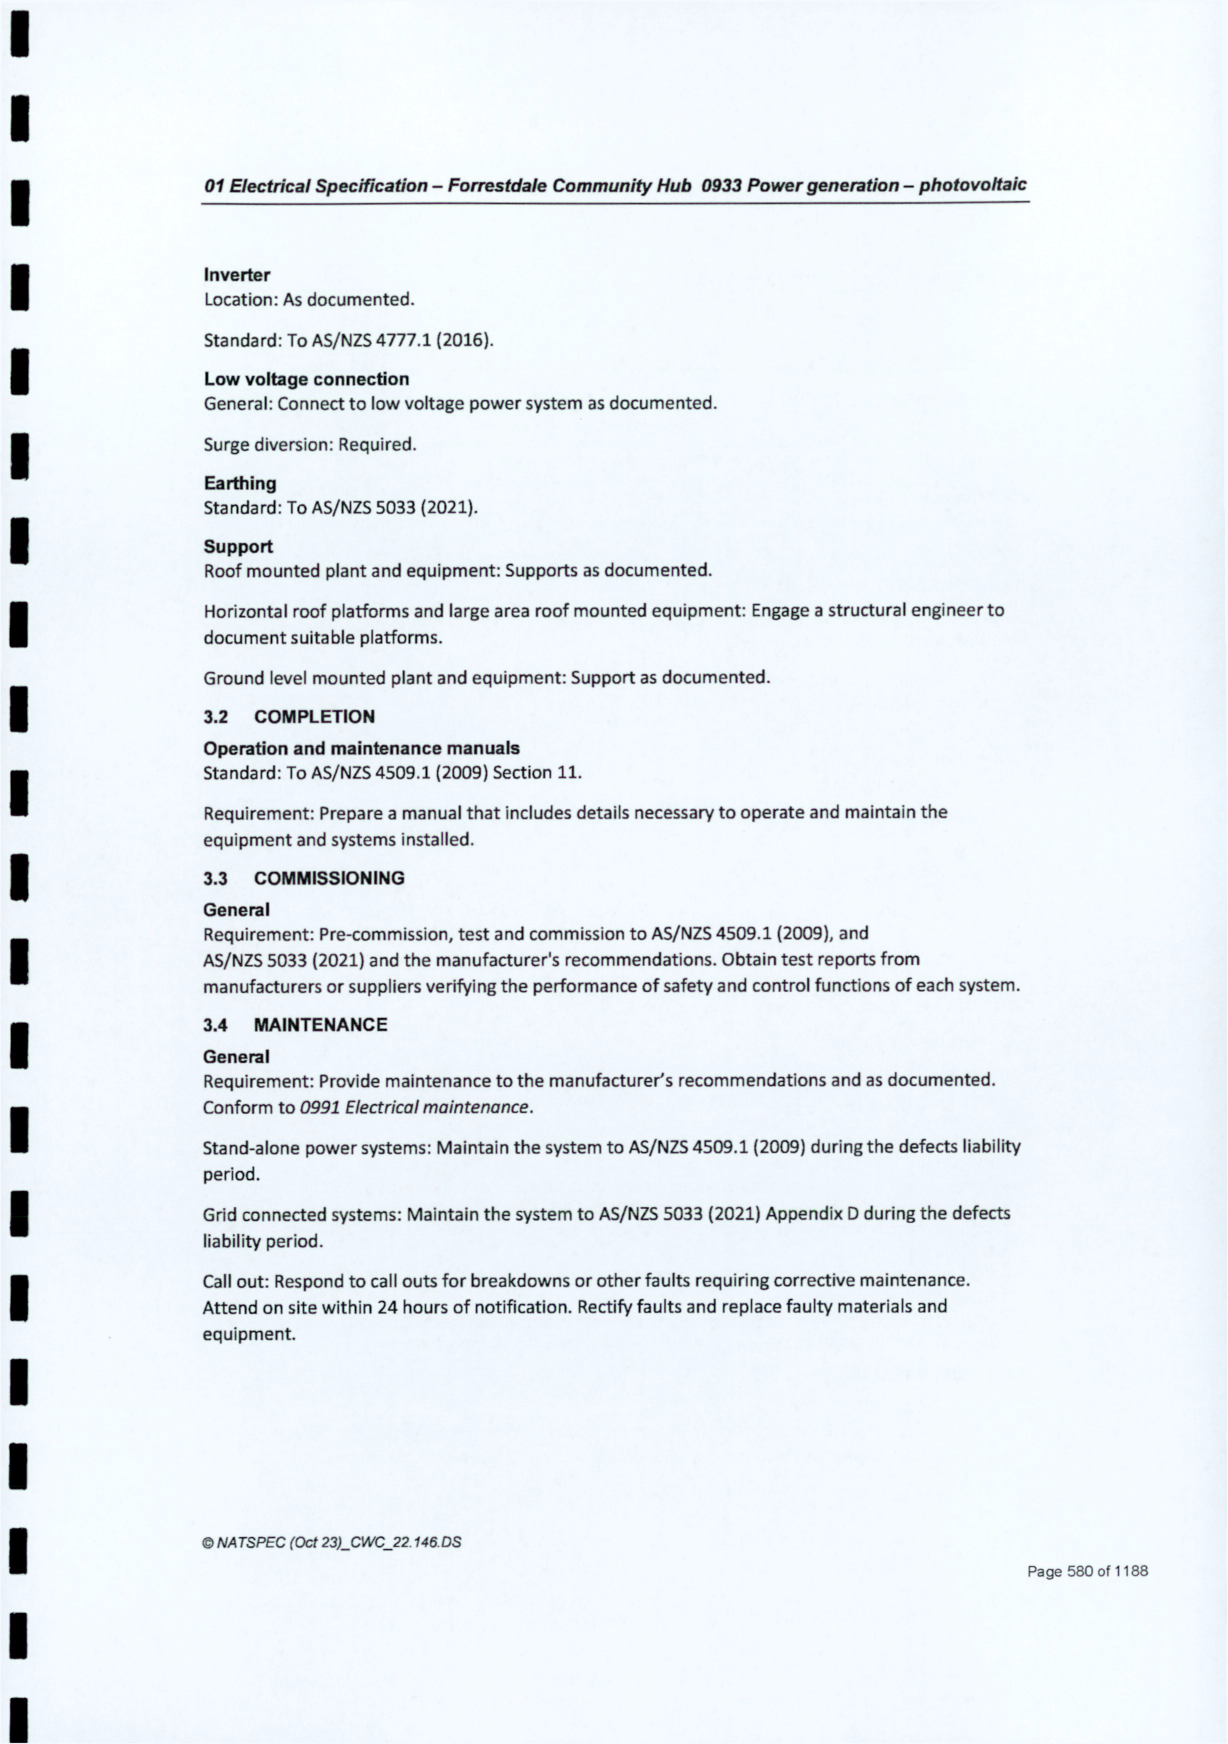 01 Electrical Specification – Forrestdale Community Hub 0933 Power generation – photovoltaic
Inverter
Location: As documented.
Standard: To AS/NZS 4777.1 (2016).
Low voltage connection
General: Connect to low voltage power system as documented.
Surge diversion: Required.
Earthing
Standard: To AS/NZS 5033 (2021).
Support
Roof mounted plant and equipment: Supports as documented.
Horizontal roof platforms and large area roof mounted equipment: Engage a structural engineer to
document suitable platforms.
Ground level mounted plant and equipment: Support as documented.
3.2 COMPLETION
Operation and maintenance manuals
Standard: To AS/NZS 4509.1 (2009) Section 11.
Requirement: Prepare a manual that includes details necessary to operate and maintain the
equipment and systems installed.
3.3 COMMISSIONING
General
Requirement: Pre-commission, test and commission to AS/NZS 4509.1 (2009), and
AS/NZS 5033 (2021) and the manufacturer's recommendations. Obtain test reports from
manufacturers or suppliers verifying the performance of safety and control functions of each system.
3.4 MAINTENANCE
General
Requirement: Provide maintenance to the manufacturer's recommendations and as documented.
Conform to 0991 Electrical maintenance.
Stand-alone power systems: Maintain the system to AS/NZS 4509.1 (2009) during the defects liability
period.
Grid connected systems: Maintain the system to AS/NZS 5033 (2021) Appendix D during the defects
liability period.
Call out: Respond to call outs for breakdowns or other faults requiring corrective maintenance.
Attend on site within 24 hours of notification. Rectify faults and replace faulty materials and
equipment.
© NATSPEC (Oct 23)_CWC_22.146.DS
Page 580 of 1188